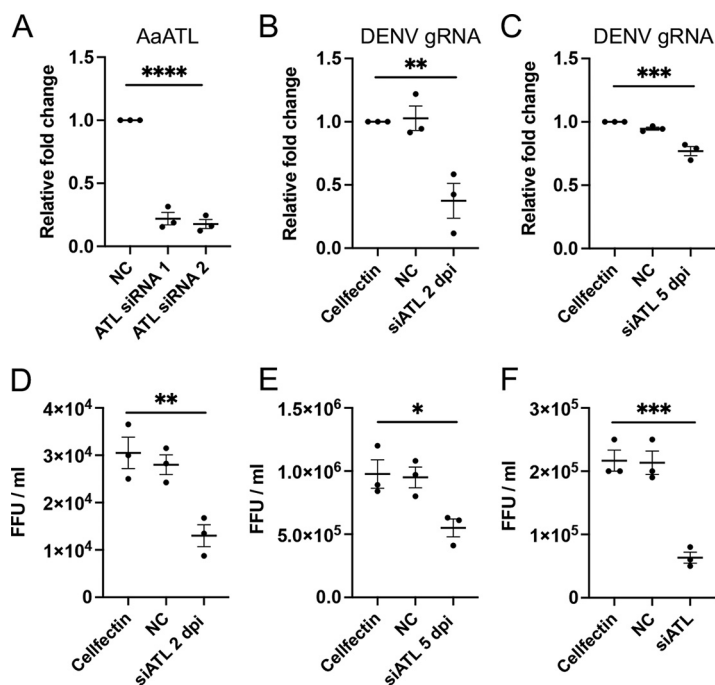 A
AaATL
Relative fold change
****
1.0
0.5
0.0
NC
ATL siRNA 1
ATL siRNA 2
B
DENV gRNA
Relative fold change
**
1.5
1.0
0.5
0.0
Cellfectin
NC
siATL 2 dpi
C
DENV gRNA
Relative fold change
***
1.5
1.0
0.5
0.0
Cellfectin
NC
siATL 5 dpi
D
FFU / ml
**
4×10⁴
3×10⁴
2×10⁴
1×10⁴
0
Cellfectin
NC
siATL 2 dpi
E
FFU / ml
*
1.5×10⁶
1.0×10⁶
5.0×10⁵
0.0
Cellfectin
NC
siATL 5 dpi
F
FFU / ml
***
3×10⁵
2×10⁵
1×10⁵
0
Cellfectin
NC
siATL